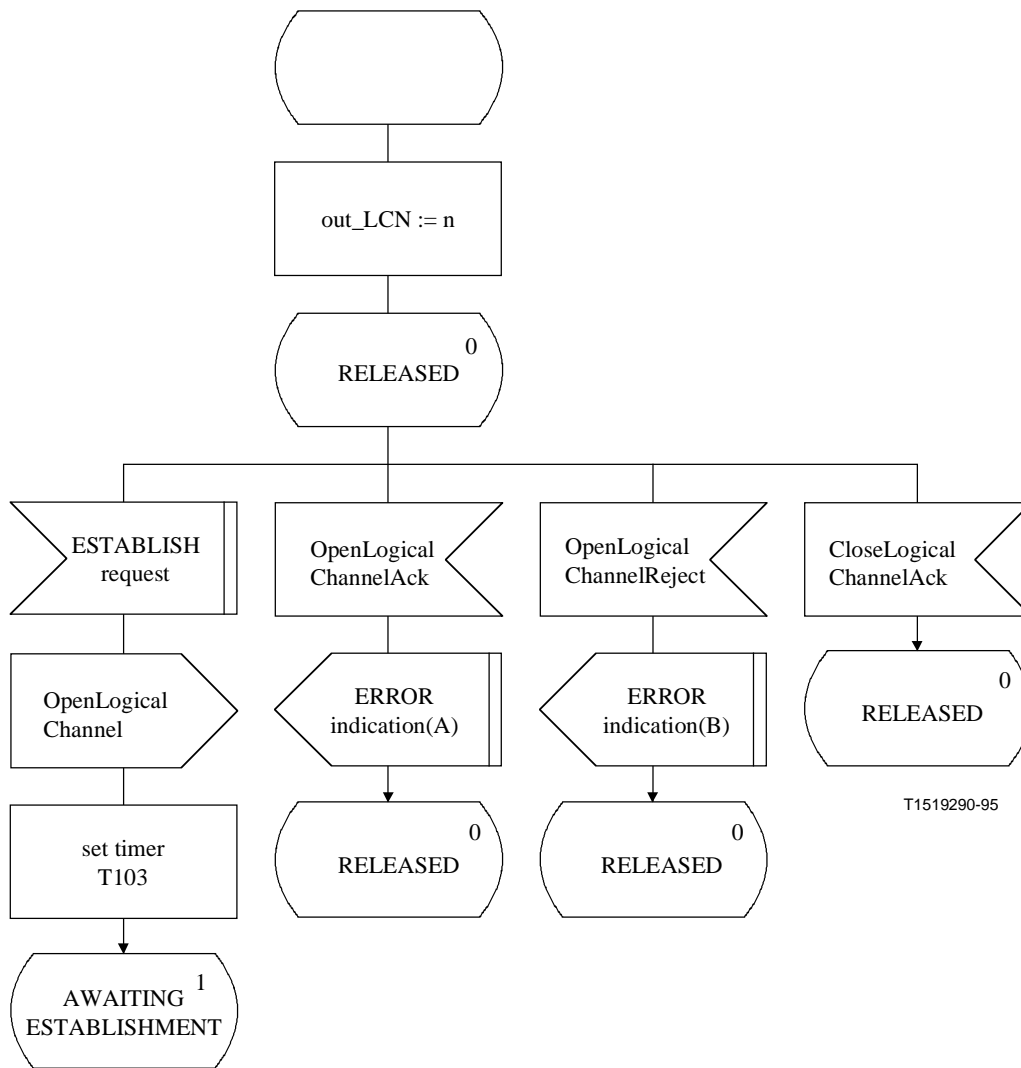 out_LCN := n
0
RELEASED
ESTABLISH
request
OpenLogical
ChannelAck
OpenLogical
ChannelReject
CloseLogical
ChannelAck
OpenLogical
Channel
ERROR
indication(A)
ERROR
indication(B)
0
RELEASED
T1519290-95
set timer
T103
0
RELEASED
0
RELEASED
1
AWAITING
ESTABLISHMENT